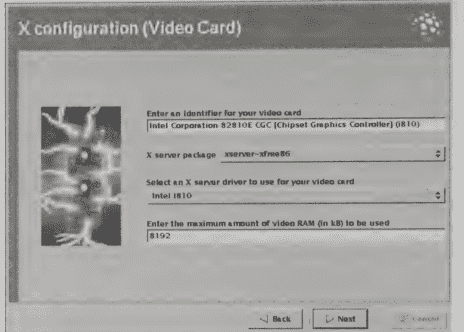 X configuration (Video Card)
Enter an identifier for your video card
Intel Corporation 82810E CGC [Chipset Graphics Controller] (i810)
X server package xserver-xfree86
Select an X server driver to use for your video card
Intel i810
Enter the maximum amount of video RAM (in kB) to be used
8192
Back Next Cancel